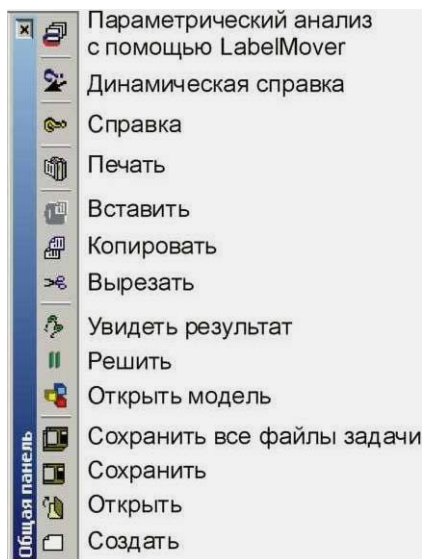 Параметрический анализ
с помощью LabelMover
Динамическая справка
Справка
Печать
Вставить
Копировать
Вырезать
Увидеть результат
Решить
Открыть модель
Сохранить все файлы задачи
Сохранить
Открыть
Создать
Общая панель